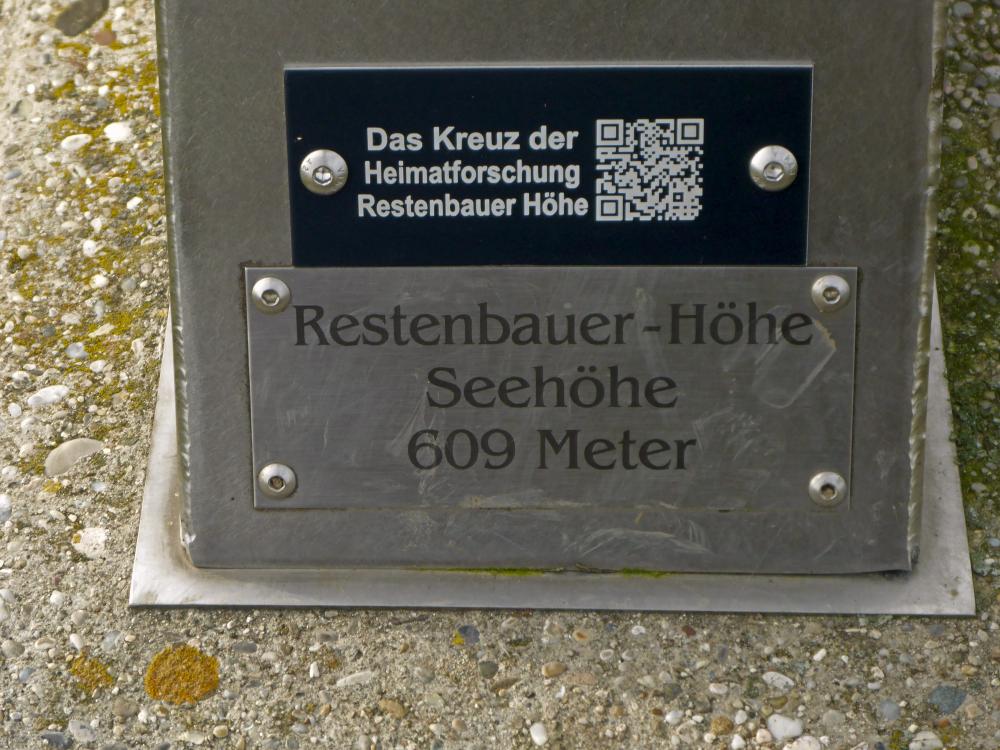 Das Kreuz der
Heimatforschung
Restenbauer Höhe
Restenbauer-Höhe
Seehöhe
609 Meter